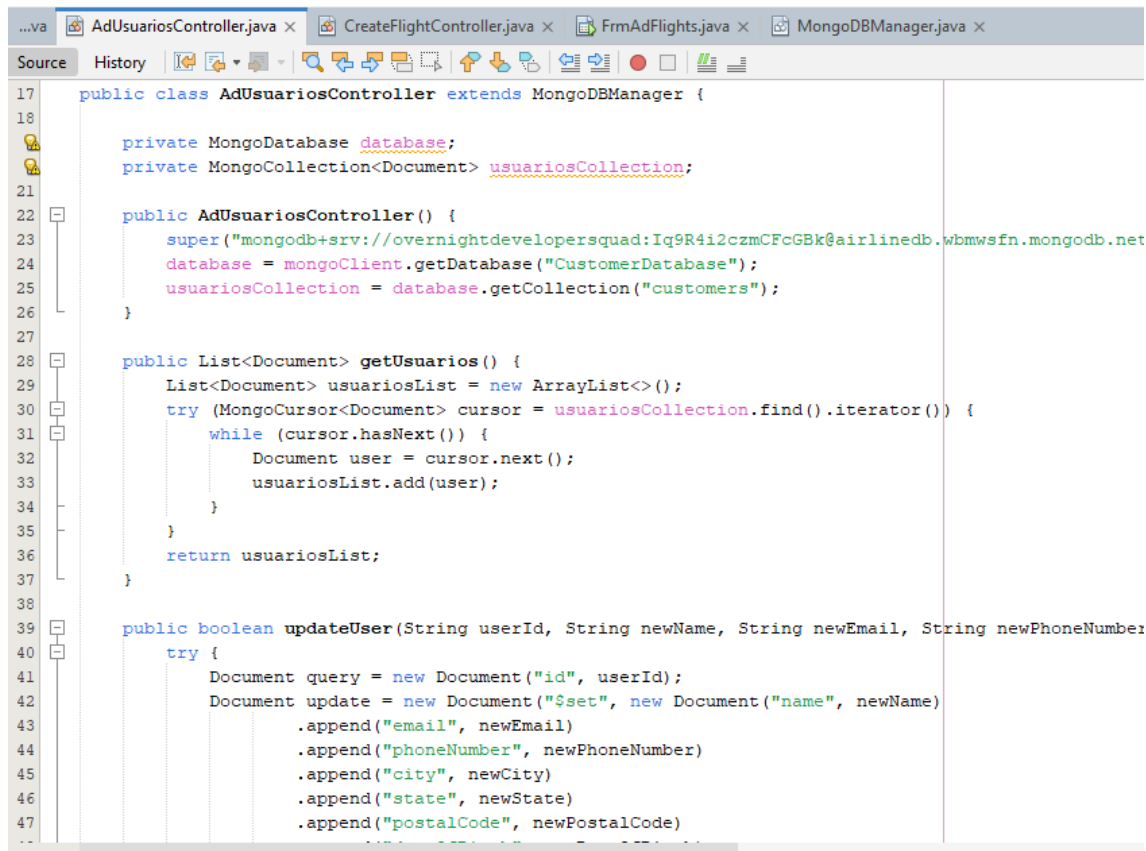 ...va AdUsuariosController.java × CreateFlightController.java × FrmAdFlights.java × MongoDBManager.java ×
Source History
17 public class AdUsuariosController extends MongoDBManager {
18
private MongoDatabase database;
private MongoCollection<Document> usuariosCollection;
21
22 public AdUsuariosController() {
23 super("mongodb+srv://overnightdevelopersquad:Iq9R4i2czmCFcGBk@airlinedb.wbmwsfn.mongodb.net
24 database = mongoClient.getDatabase("CustomerDatabase");
25 usuariosCollection = database.getCollection("customers");
26 }
27
28 public List<Document> getUsuarios() {
29 List<Document> usuariosList = new ArrayList<>();
30 try (MongoCursor<Document> cursor = usuariosCollection.find().iterator()) {
31 while (cursor.hasNext()) {
32 Document user = cursor.next();
33 usuariosList.add(user);
34 }
35 }
36 return usuariosList;
37 }
38
39 public boolean updateUser(String userId, String newName, String newEmail, String newPhoneNumber
40 try {
41 Document query = new Document("id", userId);
42 Document update = new Document("$set", new Document("name", newName)
43 .append("email", newEmail)
44 .append("phoneNumber", newPhoneNumber)
45 .append("city", newCity)
46 .append("state", newState)
47 .append("postalCode", newPostalCode)